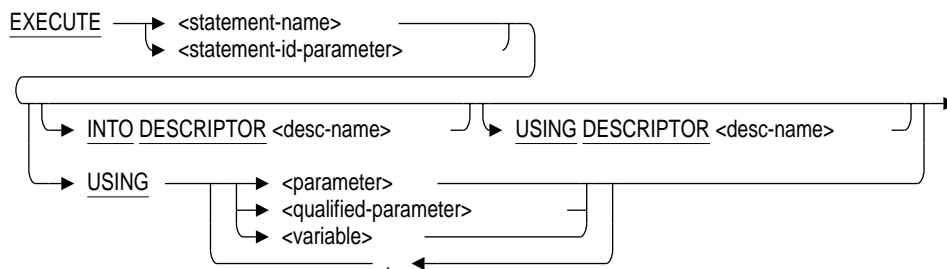 EXECUTE <statement-name>
<statement-id-parameter>
INTO DESCRIPTOR <desc-name> USING DESCRIPTOR <desc-name>
USING <parameter>
<qualified-parameter>
<variable>
,